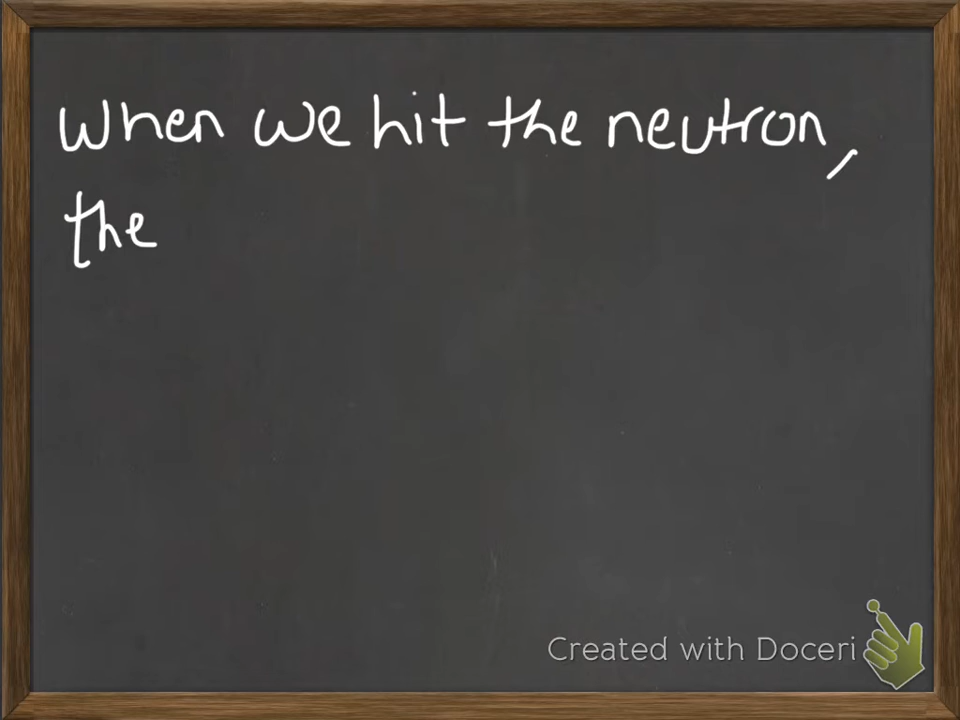 When we hit the neutron,
the
Created with Doceri